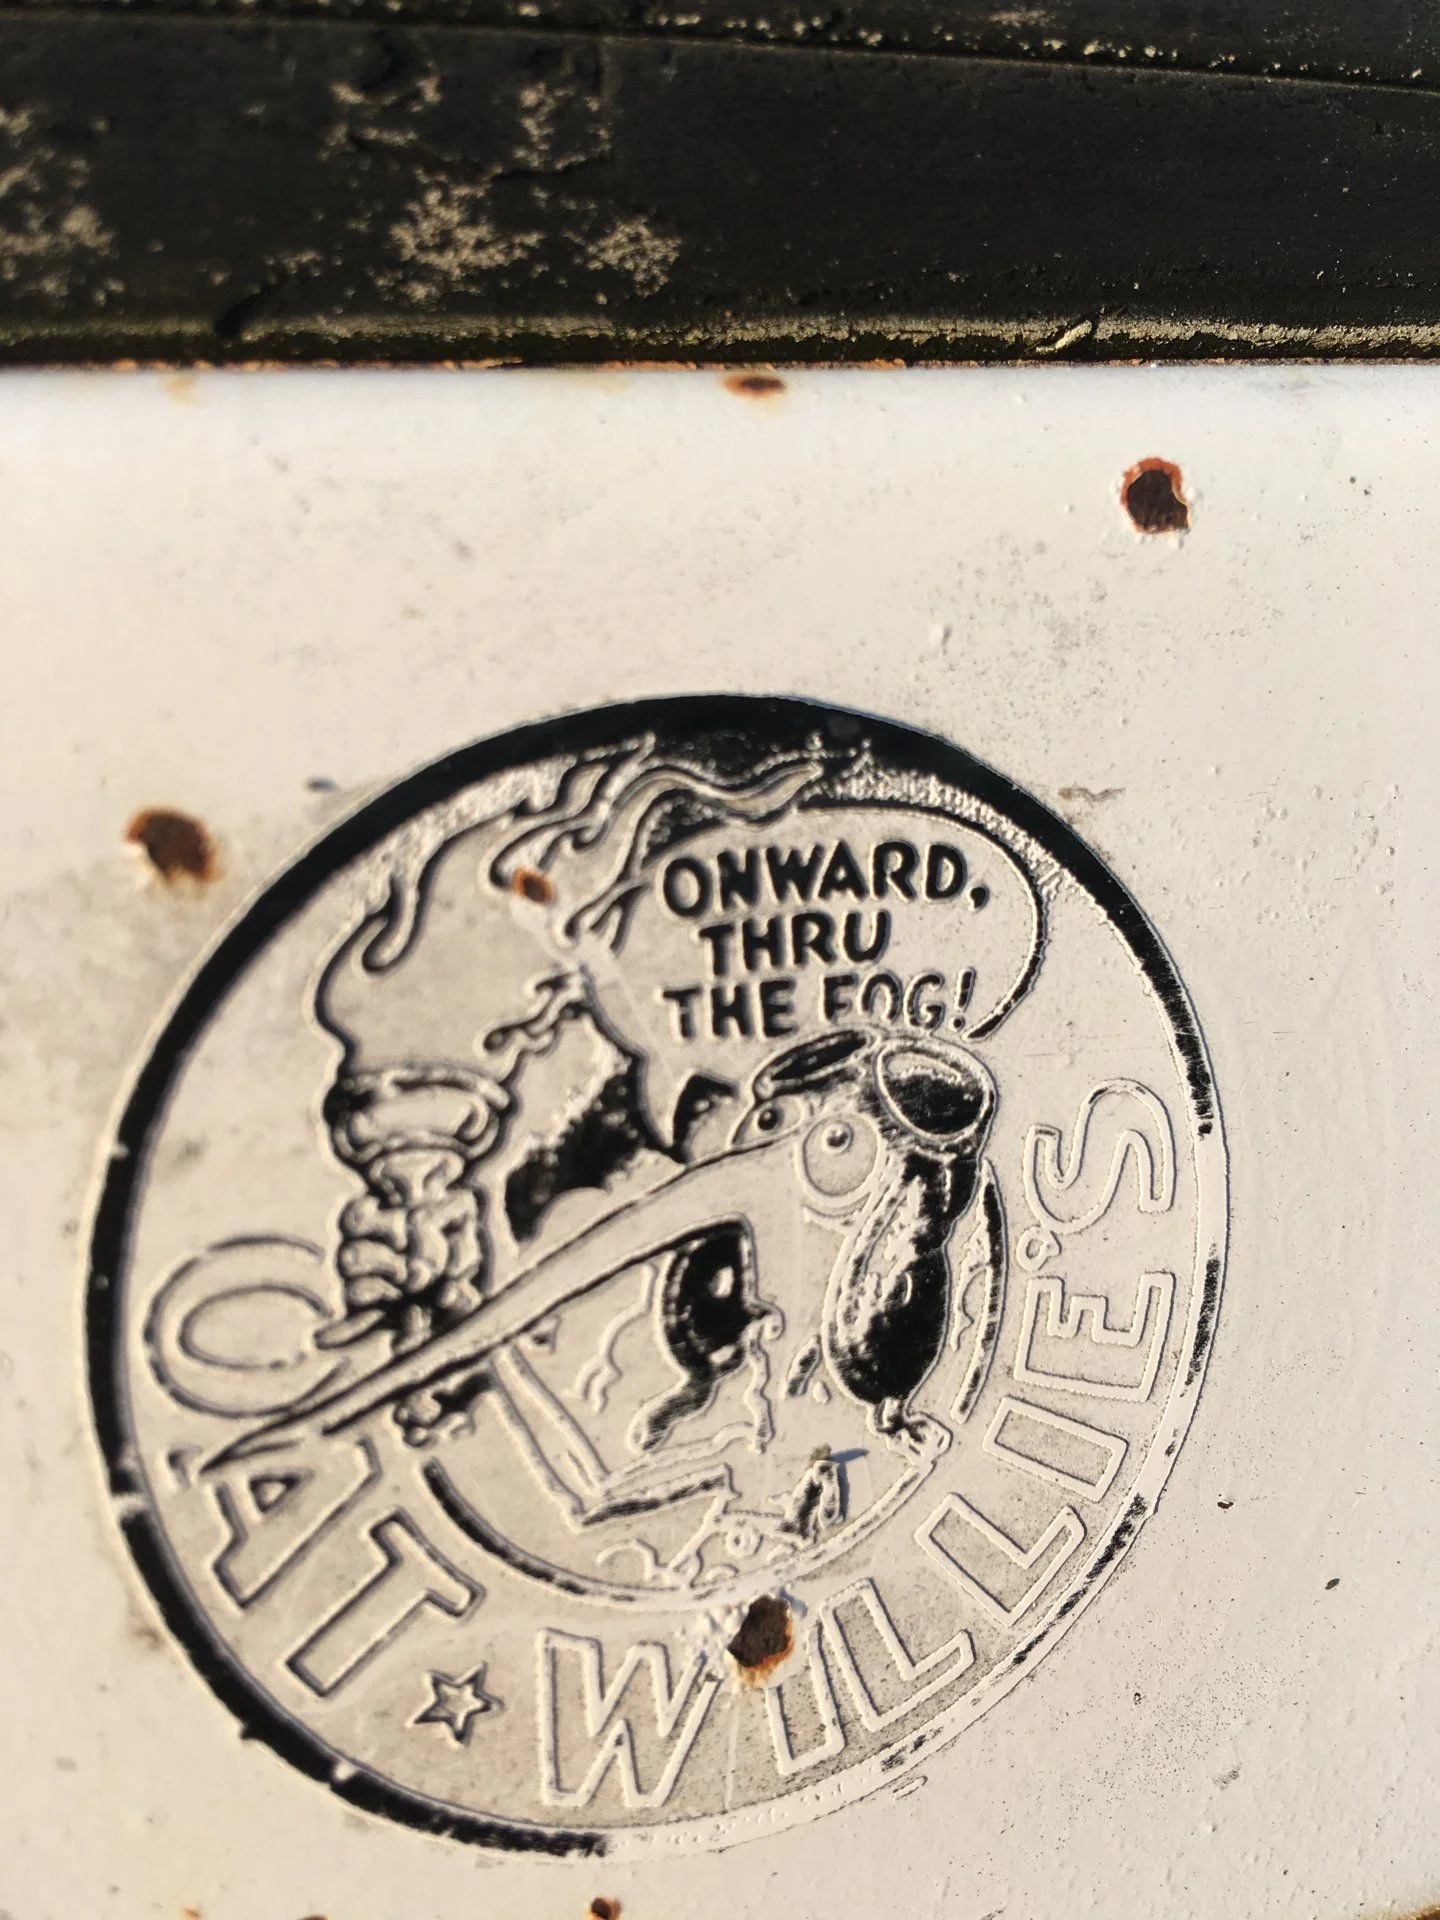 ONWARD,
THRU
THE FOG!
OAT ★ WILLIE'S